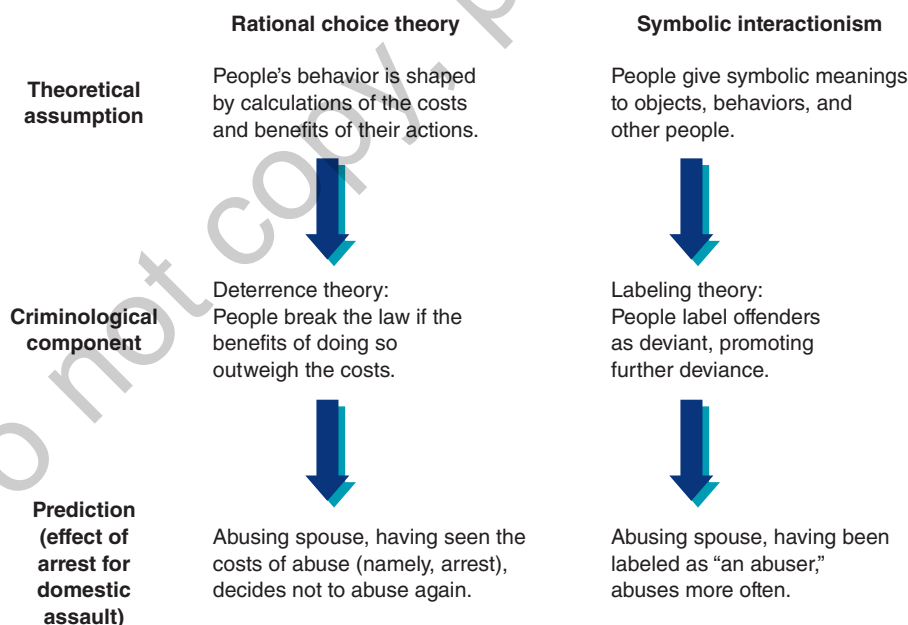 Rational choice theory
Symbolic interactionism
Theoretical
assumption
People's behavior is shaped
by calculations of the costs
and benefits of their actions.
People give symbolic meanings
to objects, behaviors, and
other people.
Criminological
component
Deterrence theory:
People break the law if the
benefits of doing so
outweigh the costs.
Labeling theory:
People label offenders
as deviant, promoting
further deviance.
Prediction
(effect of
arrest for
domestic
assault)
Abusing spouse, having seen the
costs of abuse (namely, arrest),
decides not to abuse again.
Abusing spouse, having been
labeled as “an abuser,”
abuses more often.
not copy,